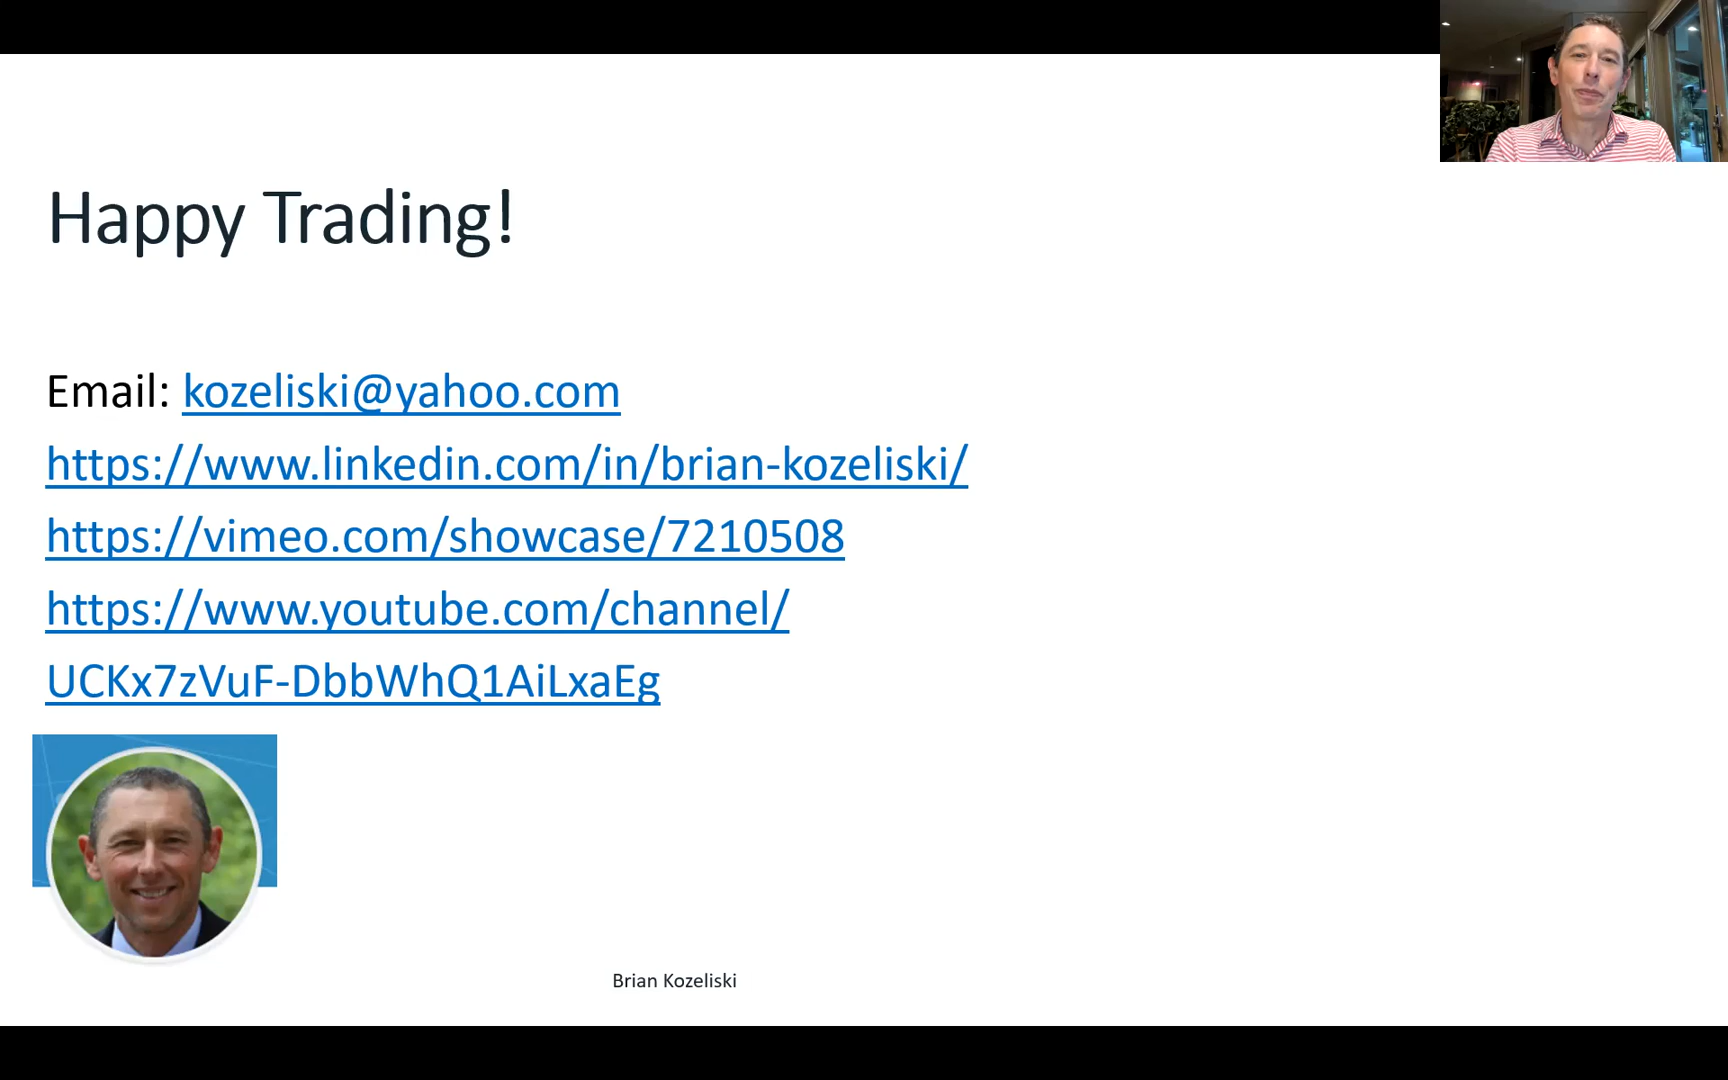 Happy Trading!
Email: kozeliski@yahoo.com
https://www.linkedin.com/in/brian-kozeliski/
https://vimeo.com/showcase/7210508
https://www.youtube.com/channel/
UCKx7zVuF-DbbWhQ1AiLxaEg
Brian Kozeliski